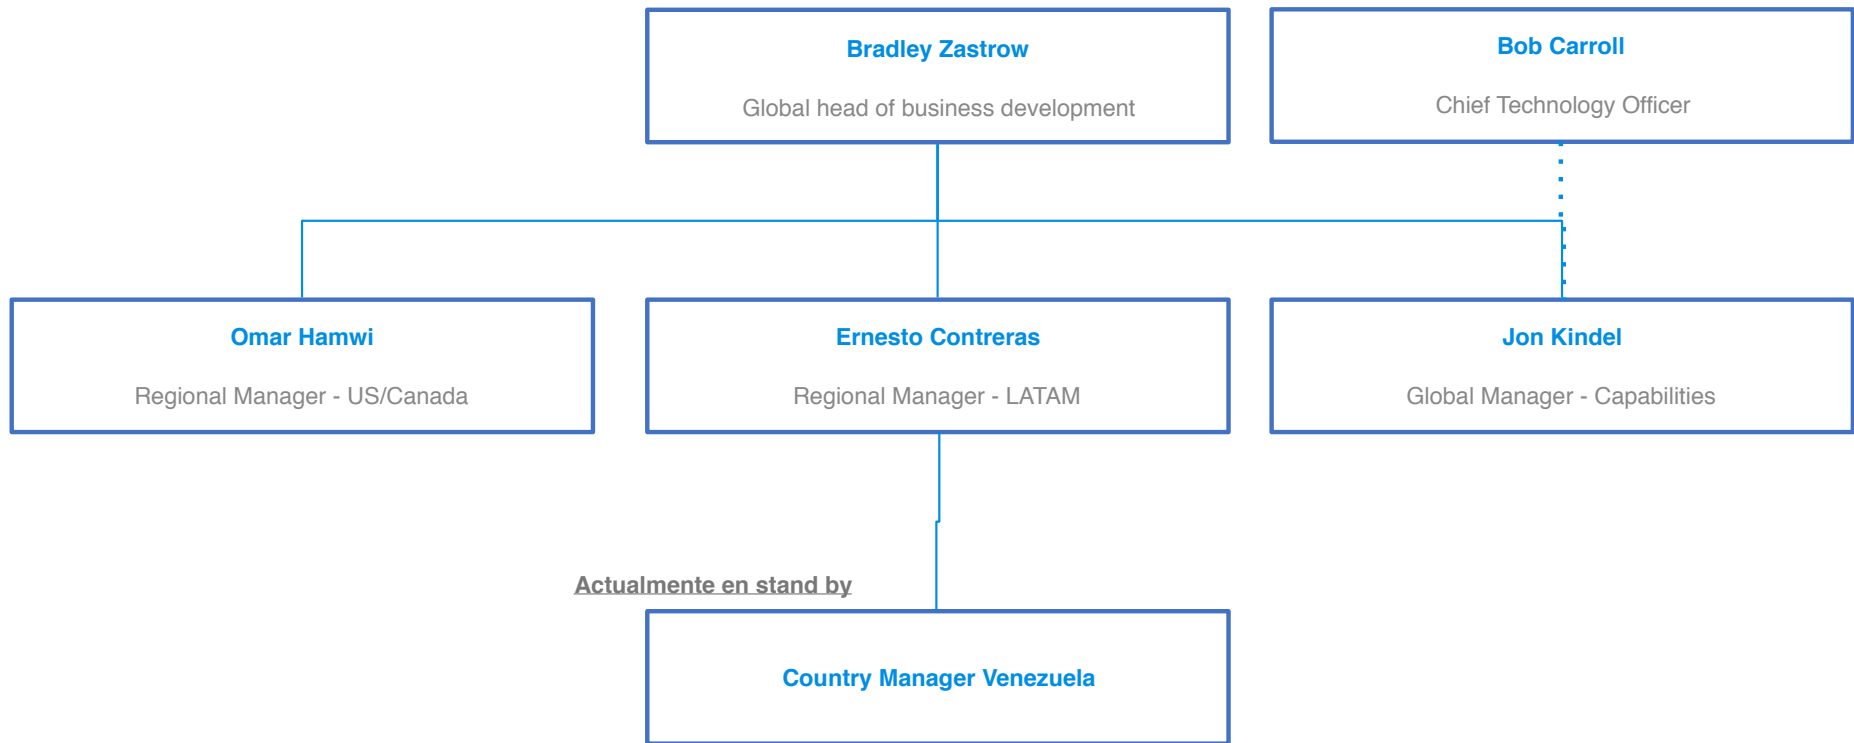 Bradley Zastrow
Global head of business development
Bob Carroll
Chief Technology Officer
Omar Hamwi
Regional Manager - US/Canada
Ernesto Contreras
Regional Manager - LATAM
Jon Kindel
Global Manager - Capabilities
Actualmente en stand by
Country Manager Venezuela